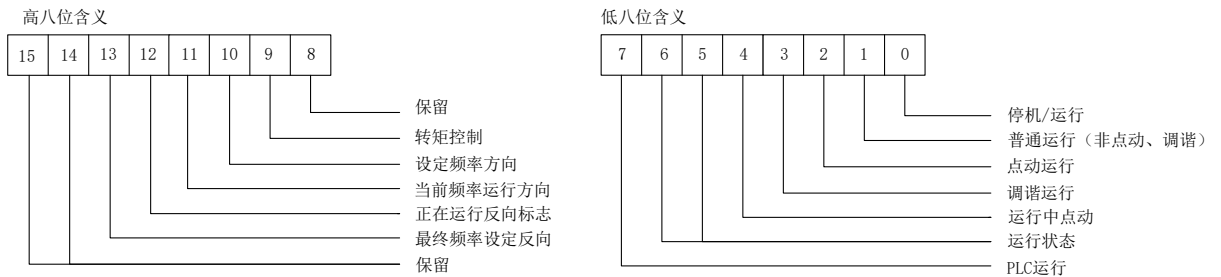 高八位含义
15 14 13 12 11 10 9 8
保留
转矩控制
设定频率方向
当前频率运行方向
正在运行反向标志
最终频率设定反向
保留
低八位含义
7 6 5 4 3 2 1 0
停机/运行
普通运行（非点动、调谐）
点动运行
调谐运行
运行中点动
运行状态
PLC运行